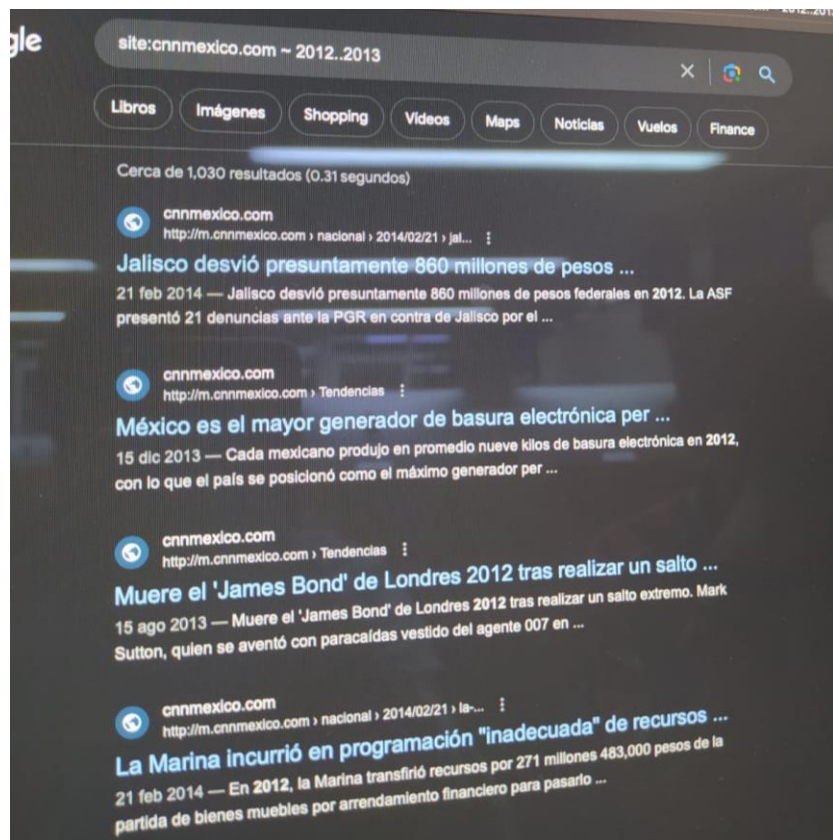 gle
site:cnnmexico.com ~ 2012..2013
Libros Imágenes Shopping Videos Maps Noticias Vuelos Finance
Cerca de 1,030 resultados (0.31 segundos)
cnnmexico.com
http://m.cnnmexico.com › nacional › 2014/02/21 › jal...
Jalisco desvió presuntamente 860 millones de pesos ...
21 feb 2014 — Jalisco desvió presuntamente 860 millones de pesos federales en 2012. La ASF
presentó 21 denuncias ante la PGR en contra de Jalisco por el ...
cnnmexico.com
http://m.cnnmexico.com › Tendencias
México es el mayor generador de basura electrónica per ...
15 dic 2013 — Cada mexicano produjo en promedio nueve kilos de basura electrónica en 2012,
con lo que el país se posicionó como el máximo generador per ...
cnnmexico.com
http://m.cnnmexico.com › Tendencias
Muere el 'James Bond' de Londres 2012 tras realizar un salto ...
15 ago 2013 — Muere el 'James Bond' de Londres 2012 tras realizar un salto extremo. Mark
Sutton, quien se aventó con paracaídas vestido del agente 007 en ...
cnnmexico.com
http://m.cnnmexico.com › nacional › 2014/02/21 › la-...
La Marina incurrió en programación "inadecuada" de recursos ...
21 feb 2014 — En 2012, la Marina transfirió recursos por 271 millones 483,000 pesos de la
partida de bienes muebles por arrendamiento financiero para pasarlo ...